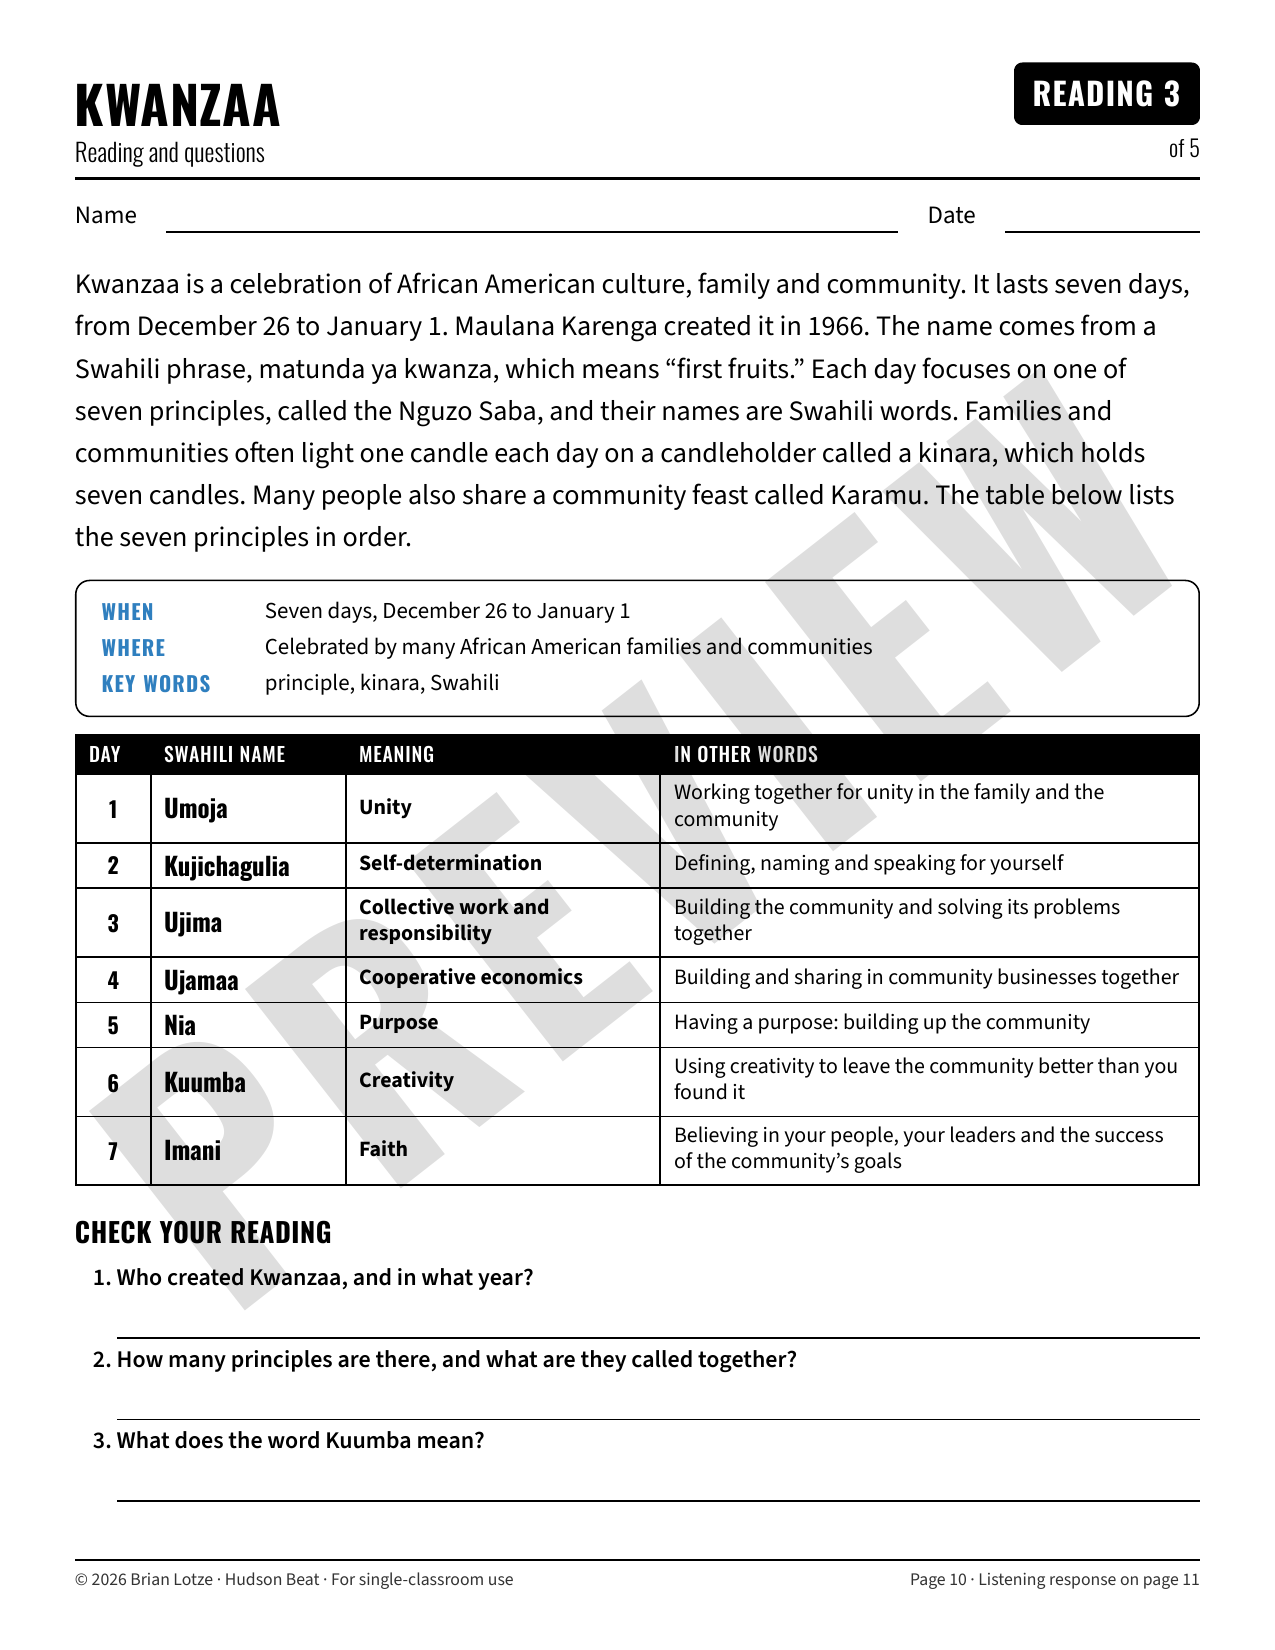 KWANZAA
READING 3
Reading and questions
of 5
Name
Date
Kwanzaa is a celebration of African American culture, family and community. It lasts seven days,
from December 26 to January 1. Maulana Karenga created it in 1966. The name comes from a
Swahili phrase, matunda ya kwanza, which means “first fruits.” Each day focuses on one of
seven principles, called the Nguzo Saba, and their names are Swahili words. Families and
communities often light one candle each day on a candleholder called a kinara, which holds
seven candles. Many people also share a community feast called Karamu. The table below lists
the seven principles in order.
WHEN Seven days, December 26 to January 1
WHERE Celebrated by many African American families and communities
KEY WORDS principle, kinara, Swahili
DAY SWAHILI NAME MEANING IN OTHER WORDS
1 Umoja Unity Working together for unity in the family and the
community
2 Kujichagulia Self-determination Defining, naming and speaking for yourself
3 Ujima Collective work and
responsibility
Building the community and solving its problems
together
4 Ujamaa Cooperative economics Building and sharing in community businesses together
5 Nia Purpose Having a purpose: building up the community
6 Kuumba Creativity Using creativity to leave the community better than you
found it
7 Imani Faith Believing in your people, your leaders and the success
of the community’s goals
CHECK YOUR READING
1. Who created Kwanzaa, and in what year?
2. How many principles are there, and what are they called together?
3. What does the word Kuumba mean?
© 2026 Brian Lotze · Hudson Beat · For single-classroom use
Page 10 · Listening response on page 11
PREVIEW